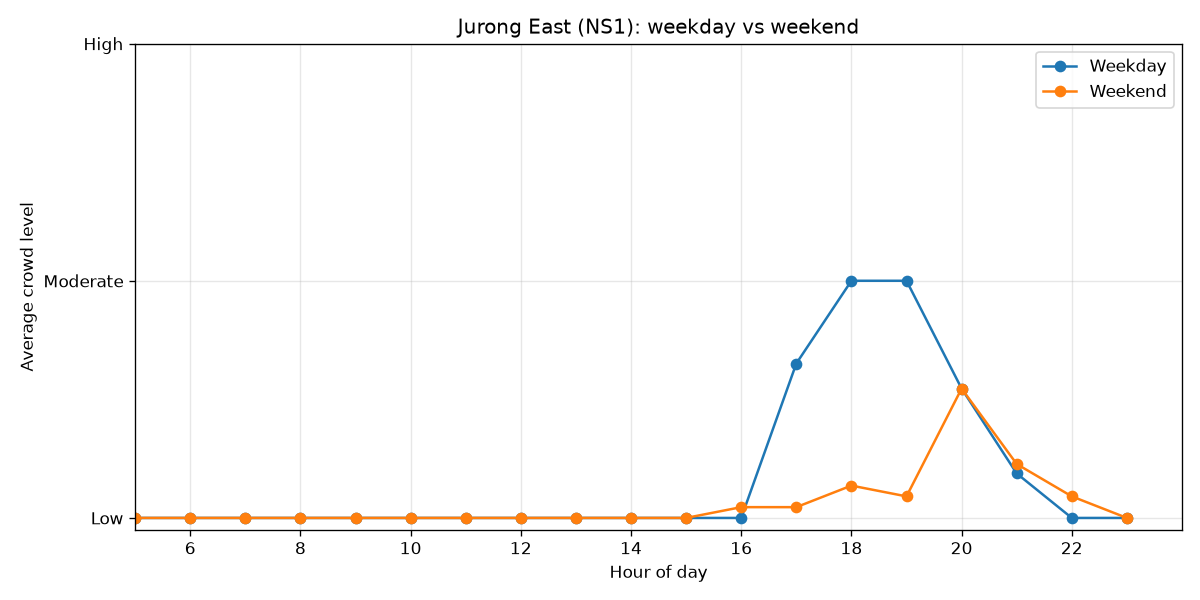 Jurong East (NS1): weekday vs weekend
High
Moderate
Low
Average crowd level
Weekday
Weekend
6 8 10 12 14 16 18 20 22
Hour of day